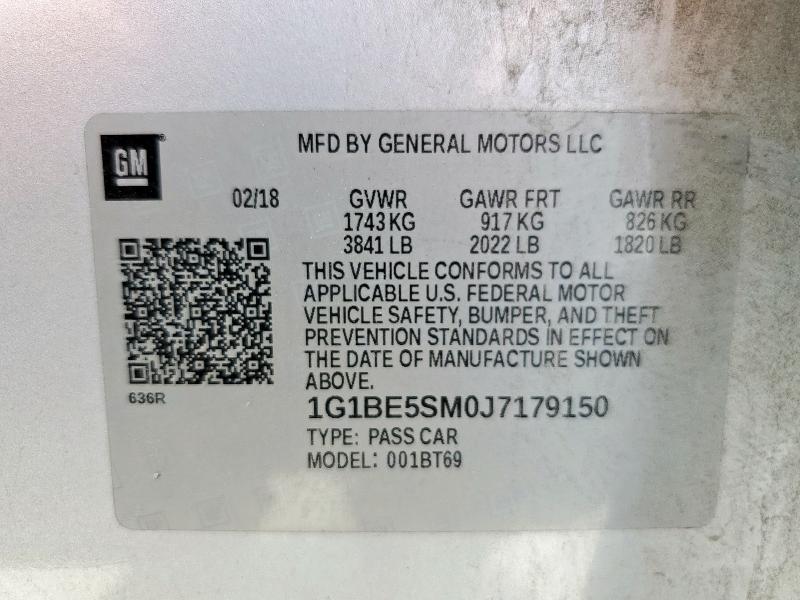 GM
MFD BY GENERAL MOTORS LLC
02/18 GVWR GAWR FRT GAWR RR
1743 KG 917 KG 826 KG
3841 LB 2022 LB 1820 LB
THIS VEHICLE CONFORMS TO ALL
APPLICABLE U.S. FEDERAL MOTOR
VEHICLE SAFETY, BUMPER, AND THEFT
PREVENTION STANDARDS IN EFFECT ON
THE DATE OF MANUFACTURE SHOWN
ABOVE.
636R
1G1BE5SM0J7179150
TYPE: PASS CAR
MODEL: 001BT69